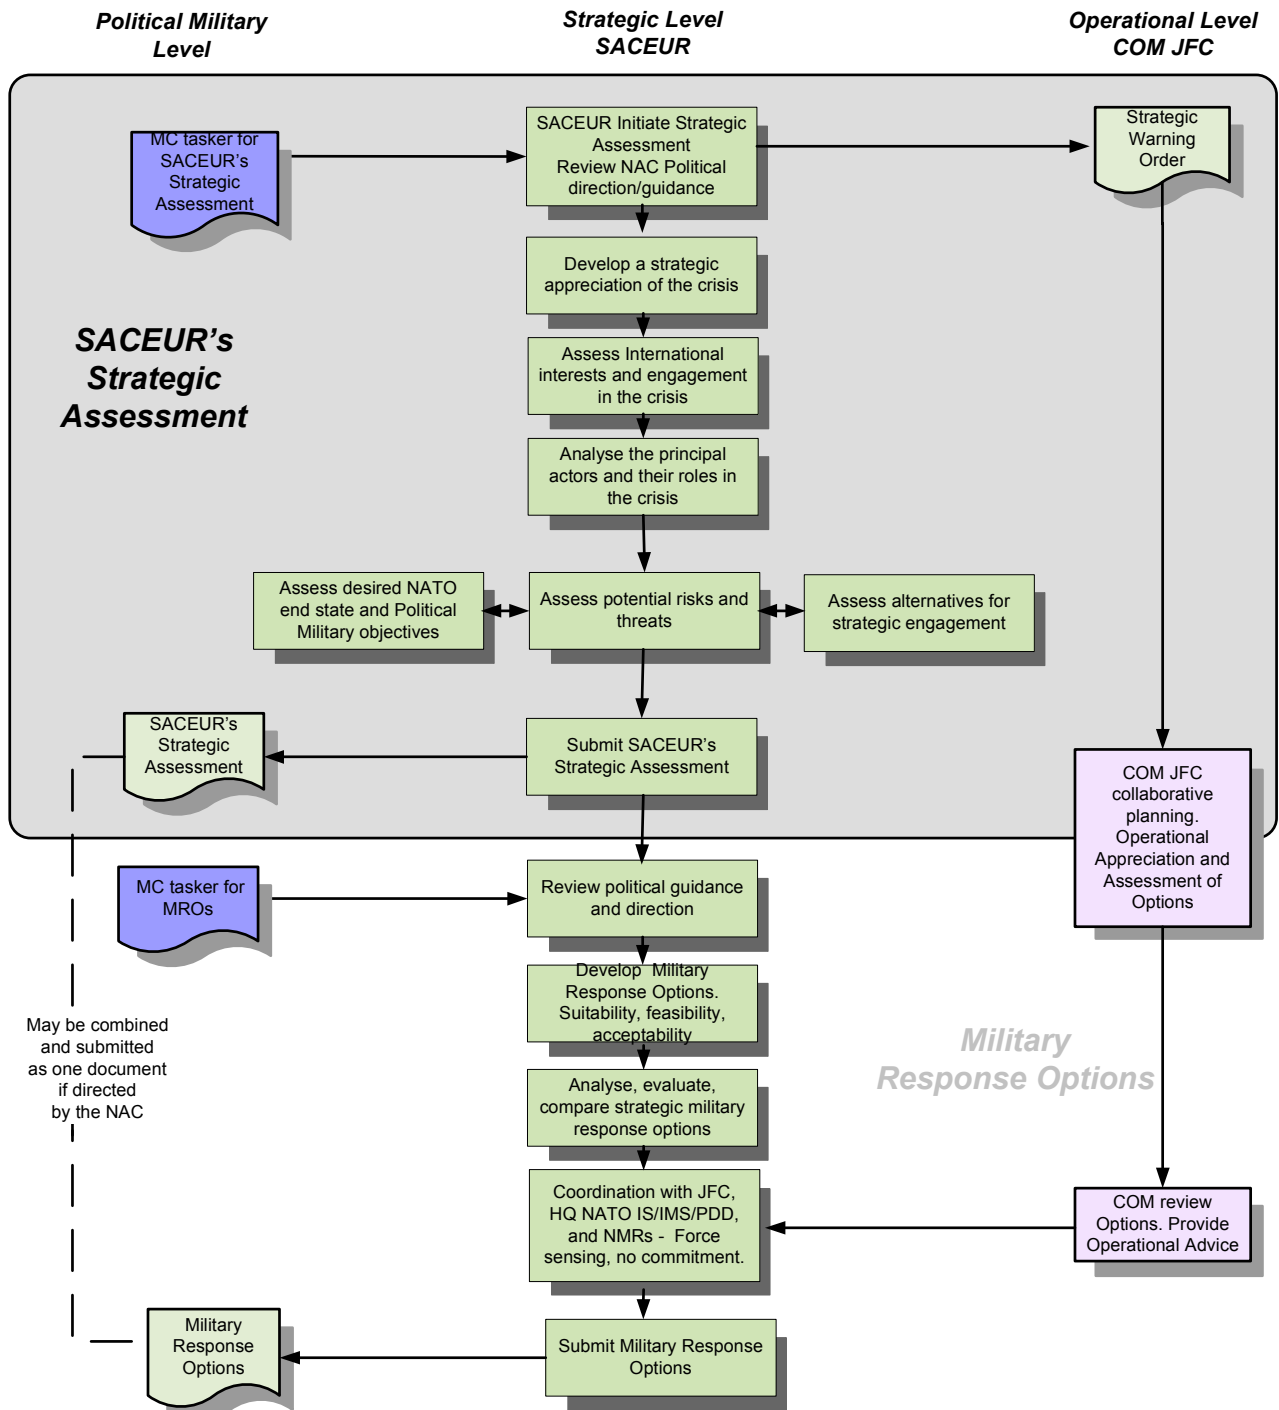 Political Military
Level
Strategic Level
SACEUR
Operational Level
COM JFC
MC tasker for
SACEUR's
Strategic
Assessment
SACEUR Initiate Strategic
Assessment
Review NAC Political
direction/guidance
Strategic
Warning
Order
Develop a strategic
appreciation of the crisis
SACEUR's
Strategic
Assessment
Assess International
interests and engagement
in the crisis
Analyse the principal
actors and their roles in
the crisis
Assess desired NATO
end state and Political
Military objectives
Assess potential risks and
threats
Assess alternatives for
strategic engagement
SACEUR's
Strategic
Assessment
Submit SACEUR's
Strategic Assessment
COM JFC
collaborative
planning.
Operational
Appreciation and
Assessment of
Options
MC tasker for
MROs
Review political guidance
and direction
Develop  Military
Response Options.
Suitability, feasibility,
acceptability
May be combined
and submitted
as one document
if directed
by the NAC
Military
Response Options
Analyse, evaluate,
compare strategic military
response options
Coordination with JFC,
HQ NATO IS/IMS/PDD,
and NMRs -  Force
sensing, no commitment.
COM review
Options. Provide
Operational Advice
Military
Response
Options
Submit Military Response
Options